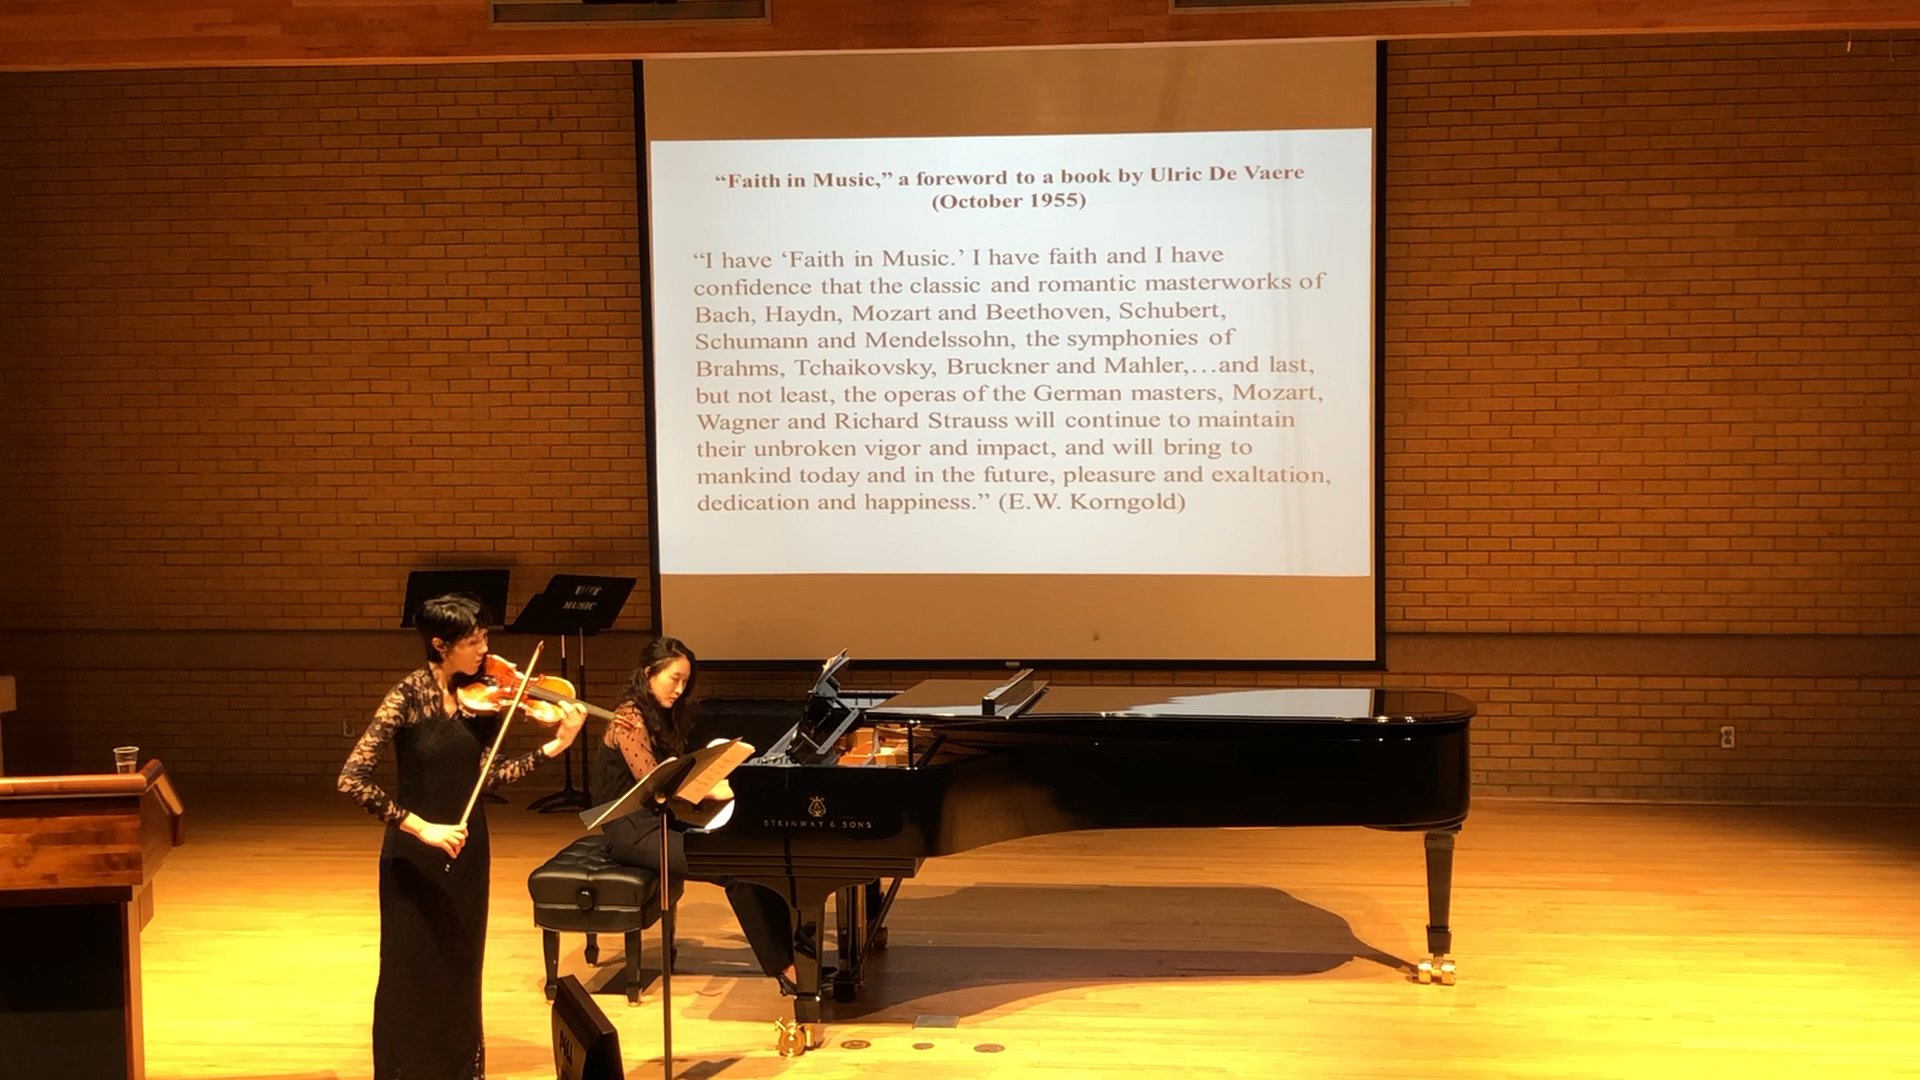 “Faith in Music,” a foreword to a book by Ulric De Vaere
(October 1955)
“I have ‘Faith in Music.’ I have faith and I have
confidence that the classic and romantic masterworks of
Bach, Haydn, Mozart and Beethoven, Schubert,
Schumann and Mendelssohn, the symphonies of
Brahms, Tchaikovsky, Bruckner and Mahler,…and last,
but not least, the operas of the German masters, Mozart,
Wagner and Richard Strauss will continue to maintain
their unbroken vigor and impact, and will bring to
mankind today and in the future, pleasure and exaltation,
dedication and happiness.” (E.W. Korngold)
MUSIC
STEINWAY & SONS